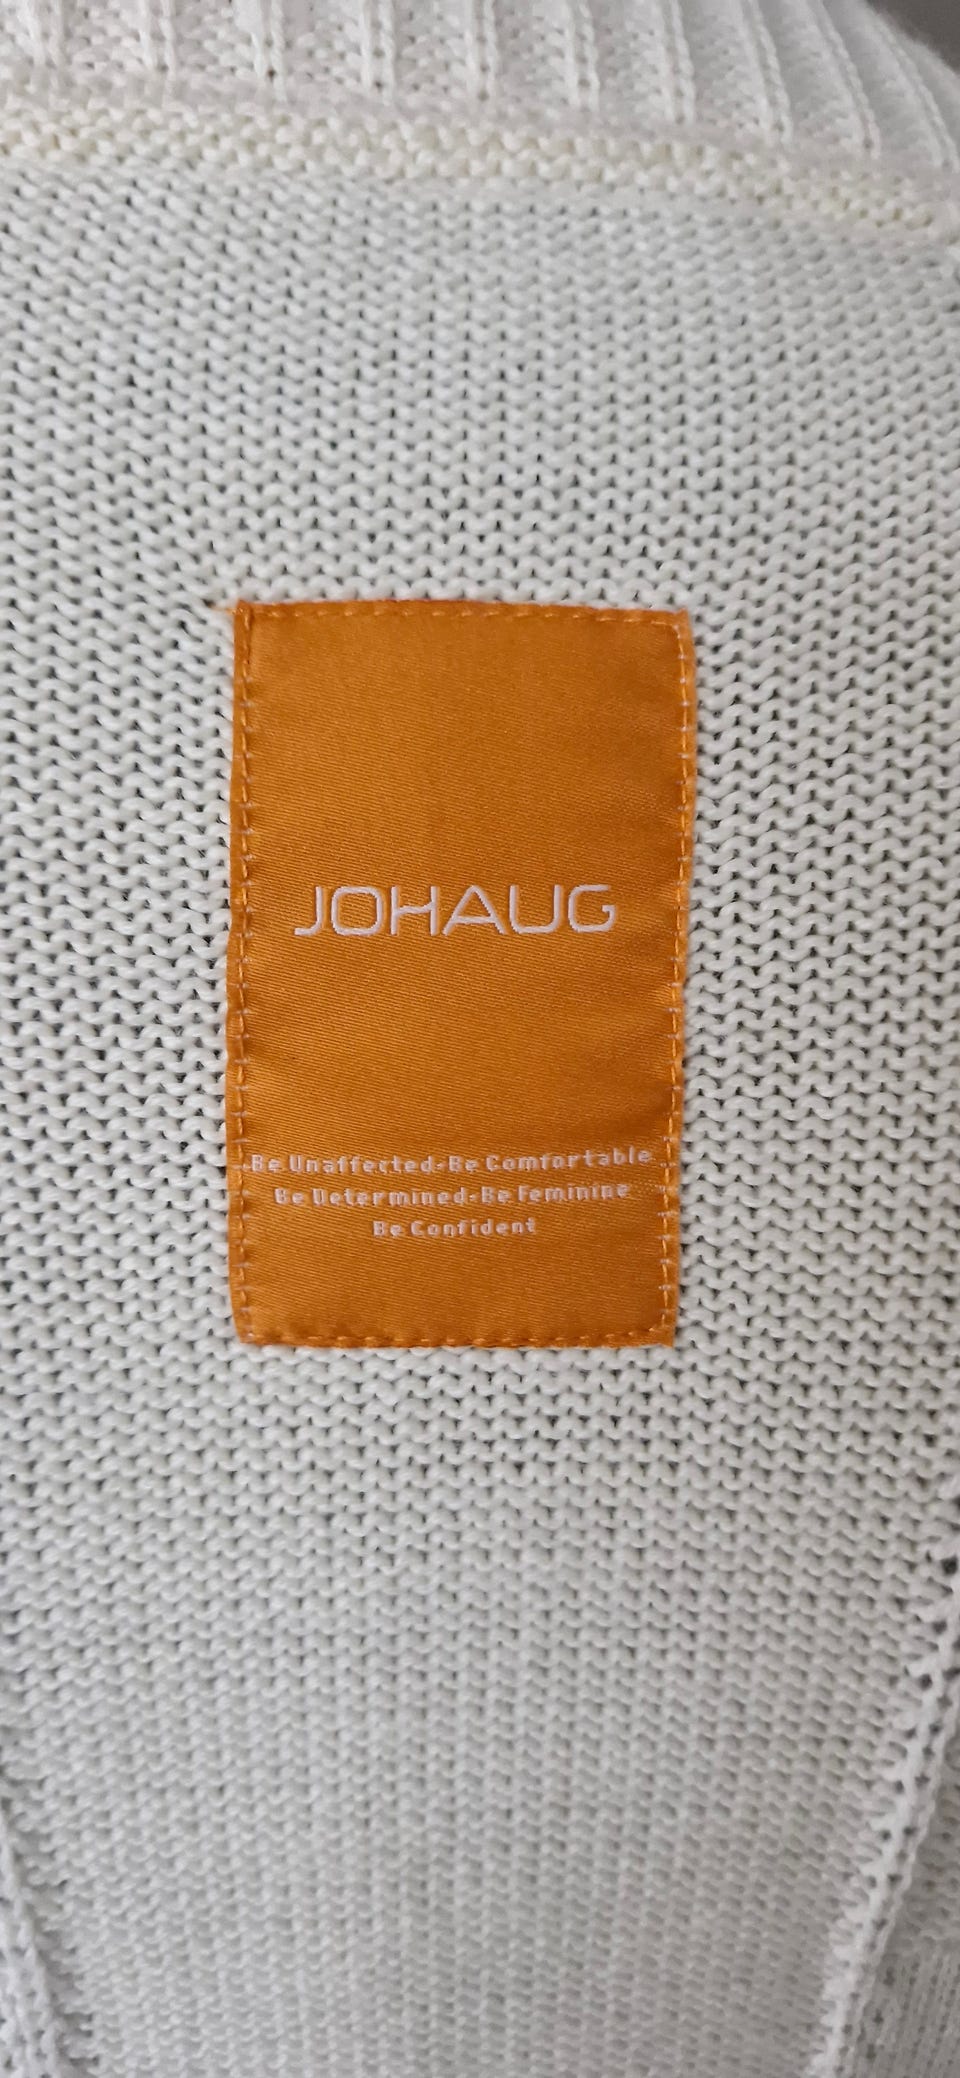 JOHAUG
Be Unaffected-Be Comfortable
Be Determined-Be Feminine
Be Confident